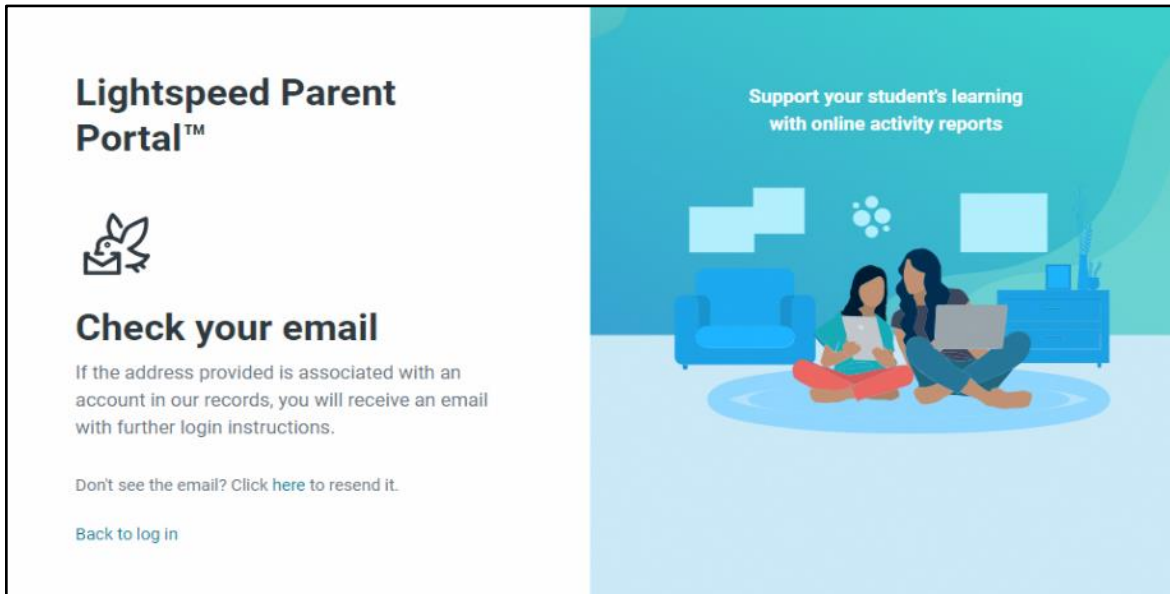 Lightspeed Parent
Portal™
Check your email
If the address provided is associated with an
account in our records, you will receive an email
with further login instructions.
Don't see the email? Click here to resend it.
Back to log in
Support your student's learning
with online activity reports